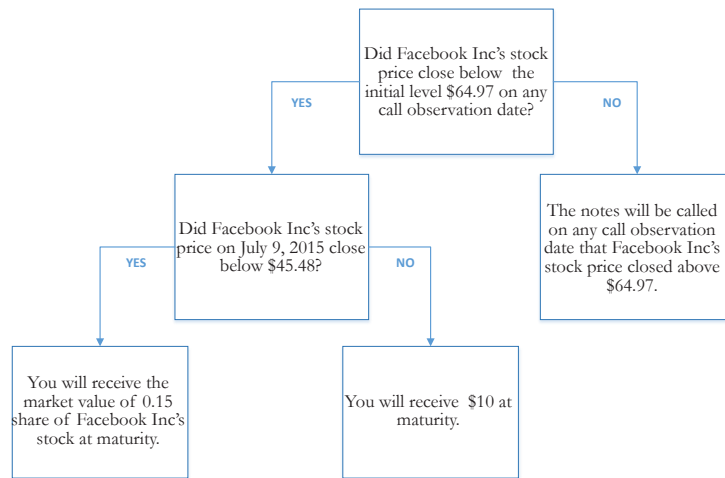 Did Facebook Inc's stock
price close below the
initial level $64.97 on any
call observation date?
YES
NO
Did Facebook Inc's stock
price on July 9, 2015 close
below $45.48?
The notes will be called
on any call observation
date that Facebook Inc's
stock price closed above
$64.97.
YES
NO
You will receive the
market value of 0.15
share of Facebook Inc's
stock at maturity.
You will receive $10 at
maturity.